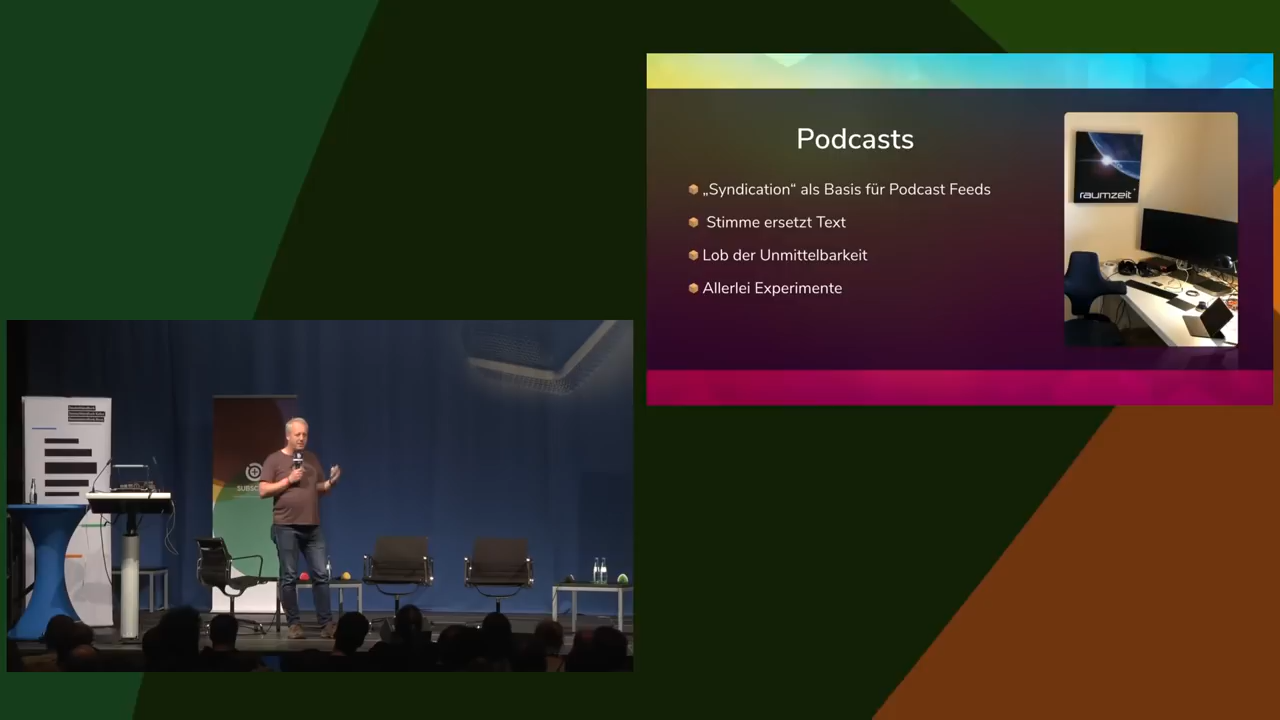 Podcasts
„Syndication“ als Basis für Podcast Feeds
Stimme ersetzt Text
Lob der Unmittelbarkeit
Allerlei Experimente
raumzeit